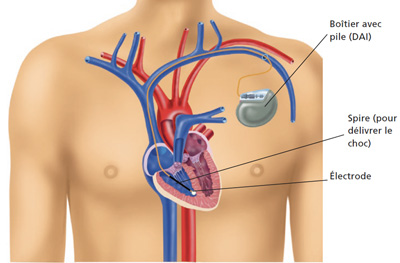 Boîtier avec
pile (DAI)
Spire (pour
délivrer le
choc)
Électrode